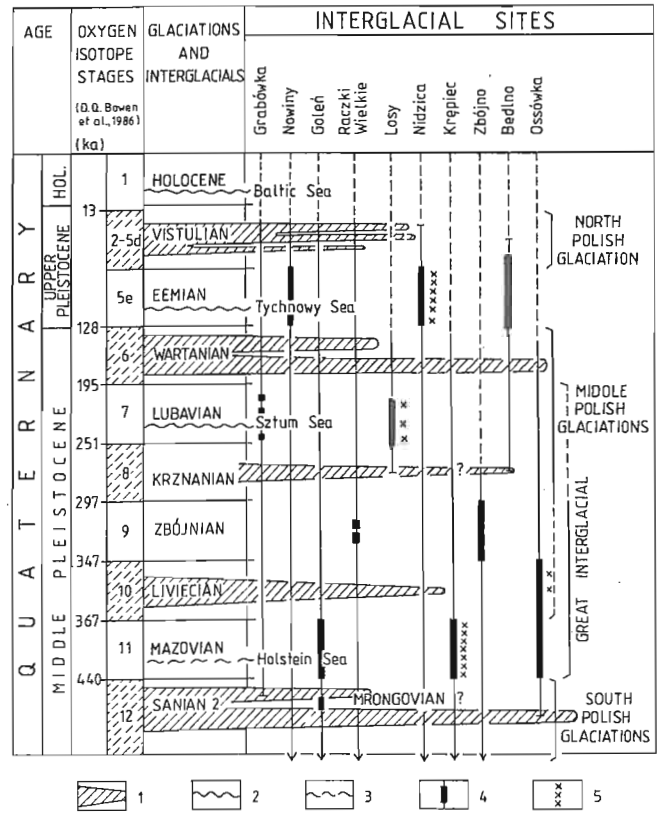 AGE
OXYGEN
ISOTOPE
STAGES
(D.Q. Bowen
et al., 1986)
(ka)
GLACIATIONS
AND
INTERGLACIALS
INTERGLACIAL SITES
Grabówka
Nowiny
Goleń
Raczki
Wielkie
Losy
Nidzica
Krępiec
Zbójno
Bedlno
Ossówka
QUATERNARY
HOL.
UPPER
PLEISTOCENE
MIDDLE PLEISTOCENE
1
HOLOCENE
Baltic Sea
13
2-5d
VISTULIAN
5e
EEMIAN
Tychnowy Sea
128
6
WARTANIAN
195
7
LUBAVIAN
Sztum Sea
251
8
KRZNANIAN
?
297
9
ZBÓJNIAN
347
10
LIVIECIAN
367
11
MAZOVIAN
Holstein Sea
440
12
SANIAN 2
MRONGOVIAN ?
NORTH
POLISH
GLACIATION
MIDDLE
POLISH
GLACIATIONS
GREAT INTERGLACIAL
SOUTH
POLISH
GLACIATIONS
1
2
3
4
5